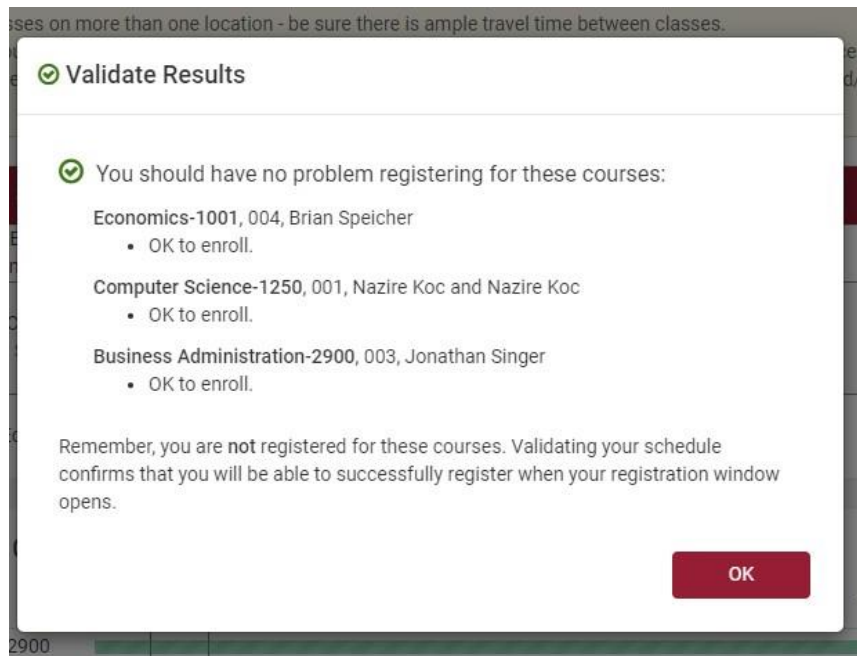 sses on more than one location - be sure there is ample travel time between classes.
Validate Results
You should have no problem registering for these courses:
Economics-1001, 004, Brian Speicher
• OK to enroll.
Computer Science-1250, 001, Nazire Koc and Nazire Koc
• OK to enroll.
Business Administration-2900, 003, Jonathan Singer
• OK to enroll.
Remember, you are not registered for these courses. Validating your schedule
confirms that you will be able to successfully register when your registration window
opens.
OK
2900